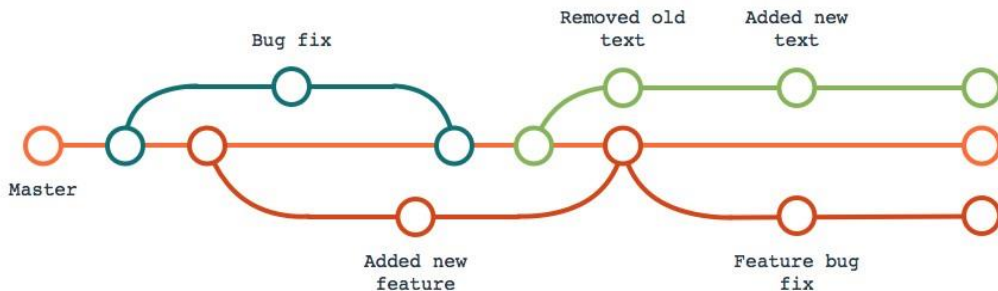 Bug fix
Removed old
text
Added new
text
Master
Added new
feature
Feature bug
fix